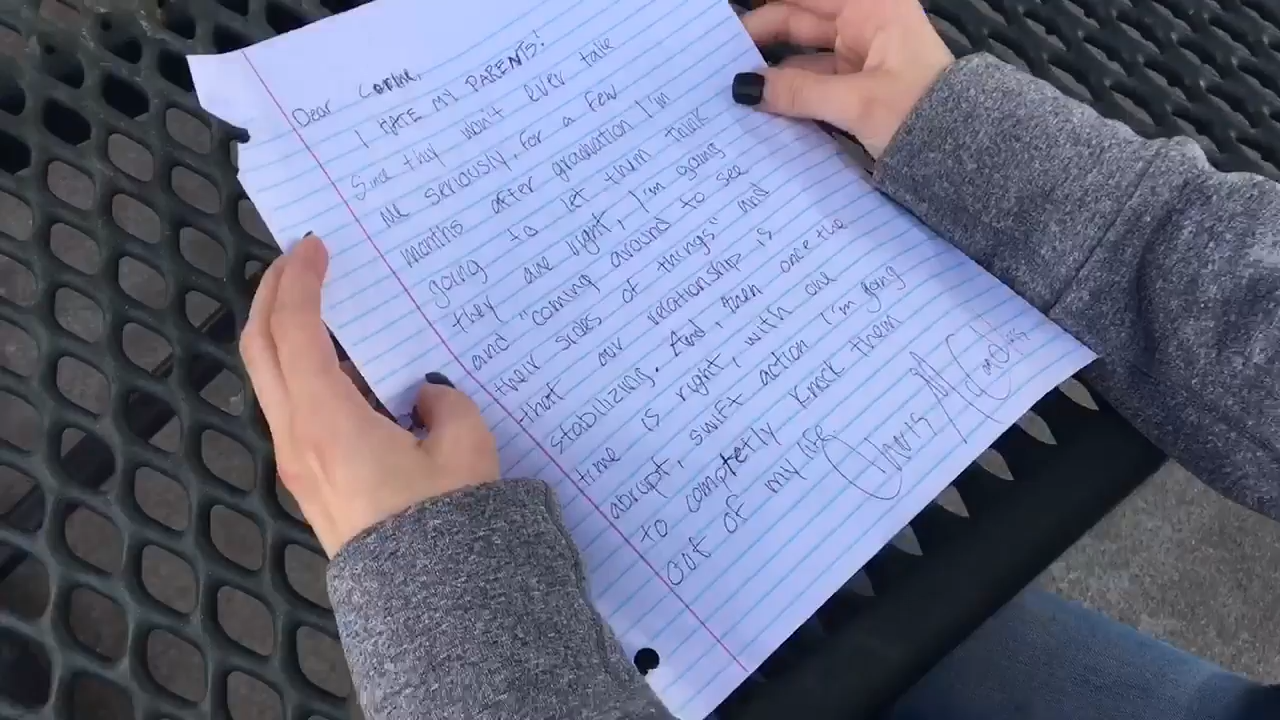 Dear Corine,
I HATE MY PARENTS!
Since they won't ever take
me seriously, for a few
months after graduation I'm
going to let them think
they are right, I'm going
and "coming around to see
their sides of things" and
that our relationship is
stabilizing. And, then once the
time is right, with one
abrupt, swift action I'm going
to completly knock them
out of my life.
Chris McCandless